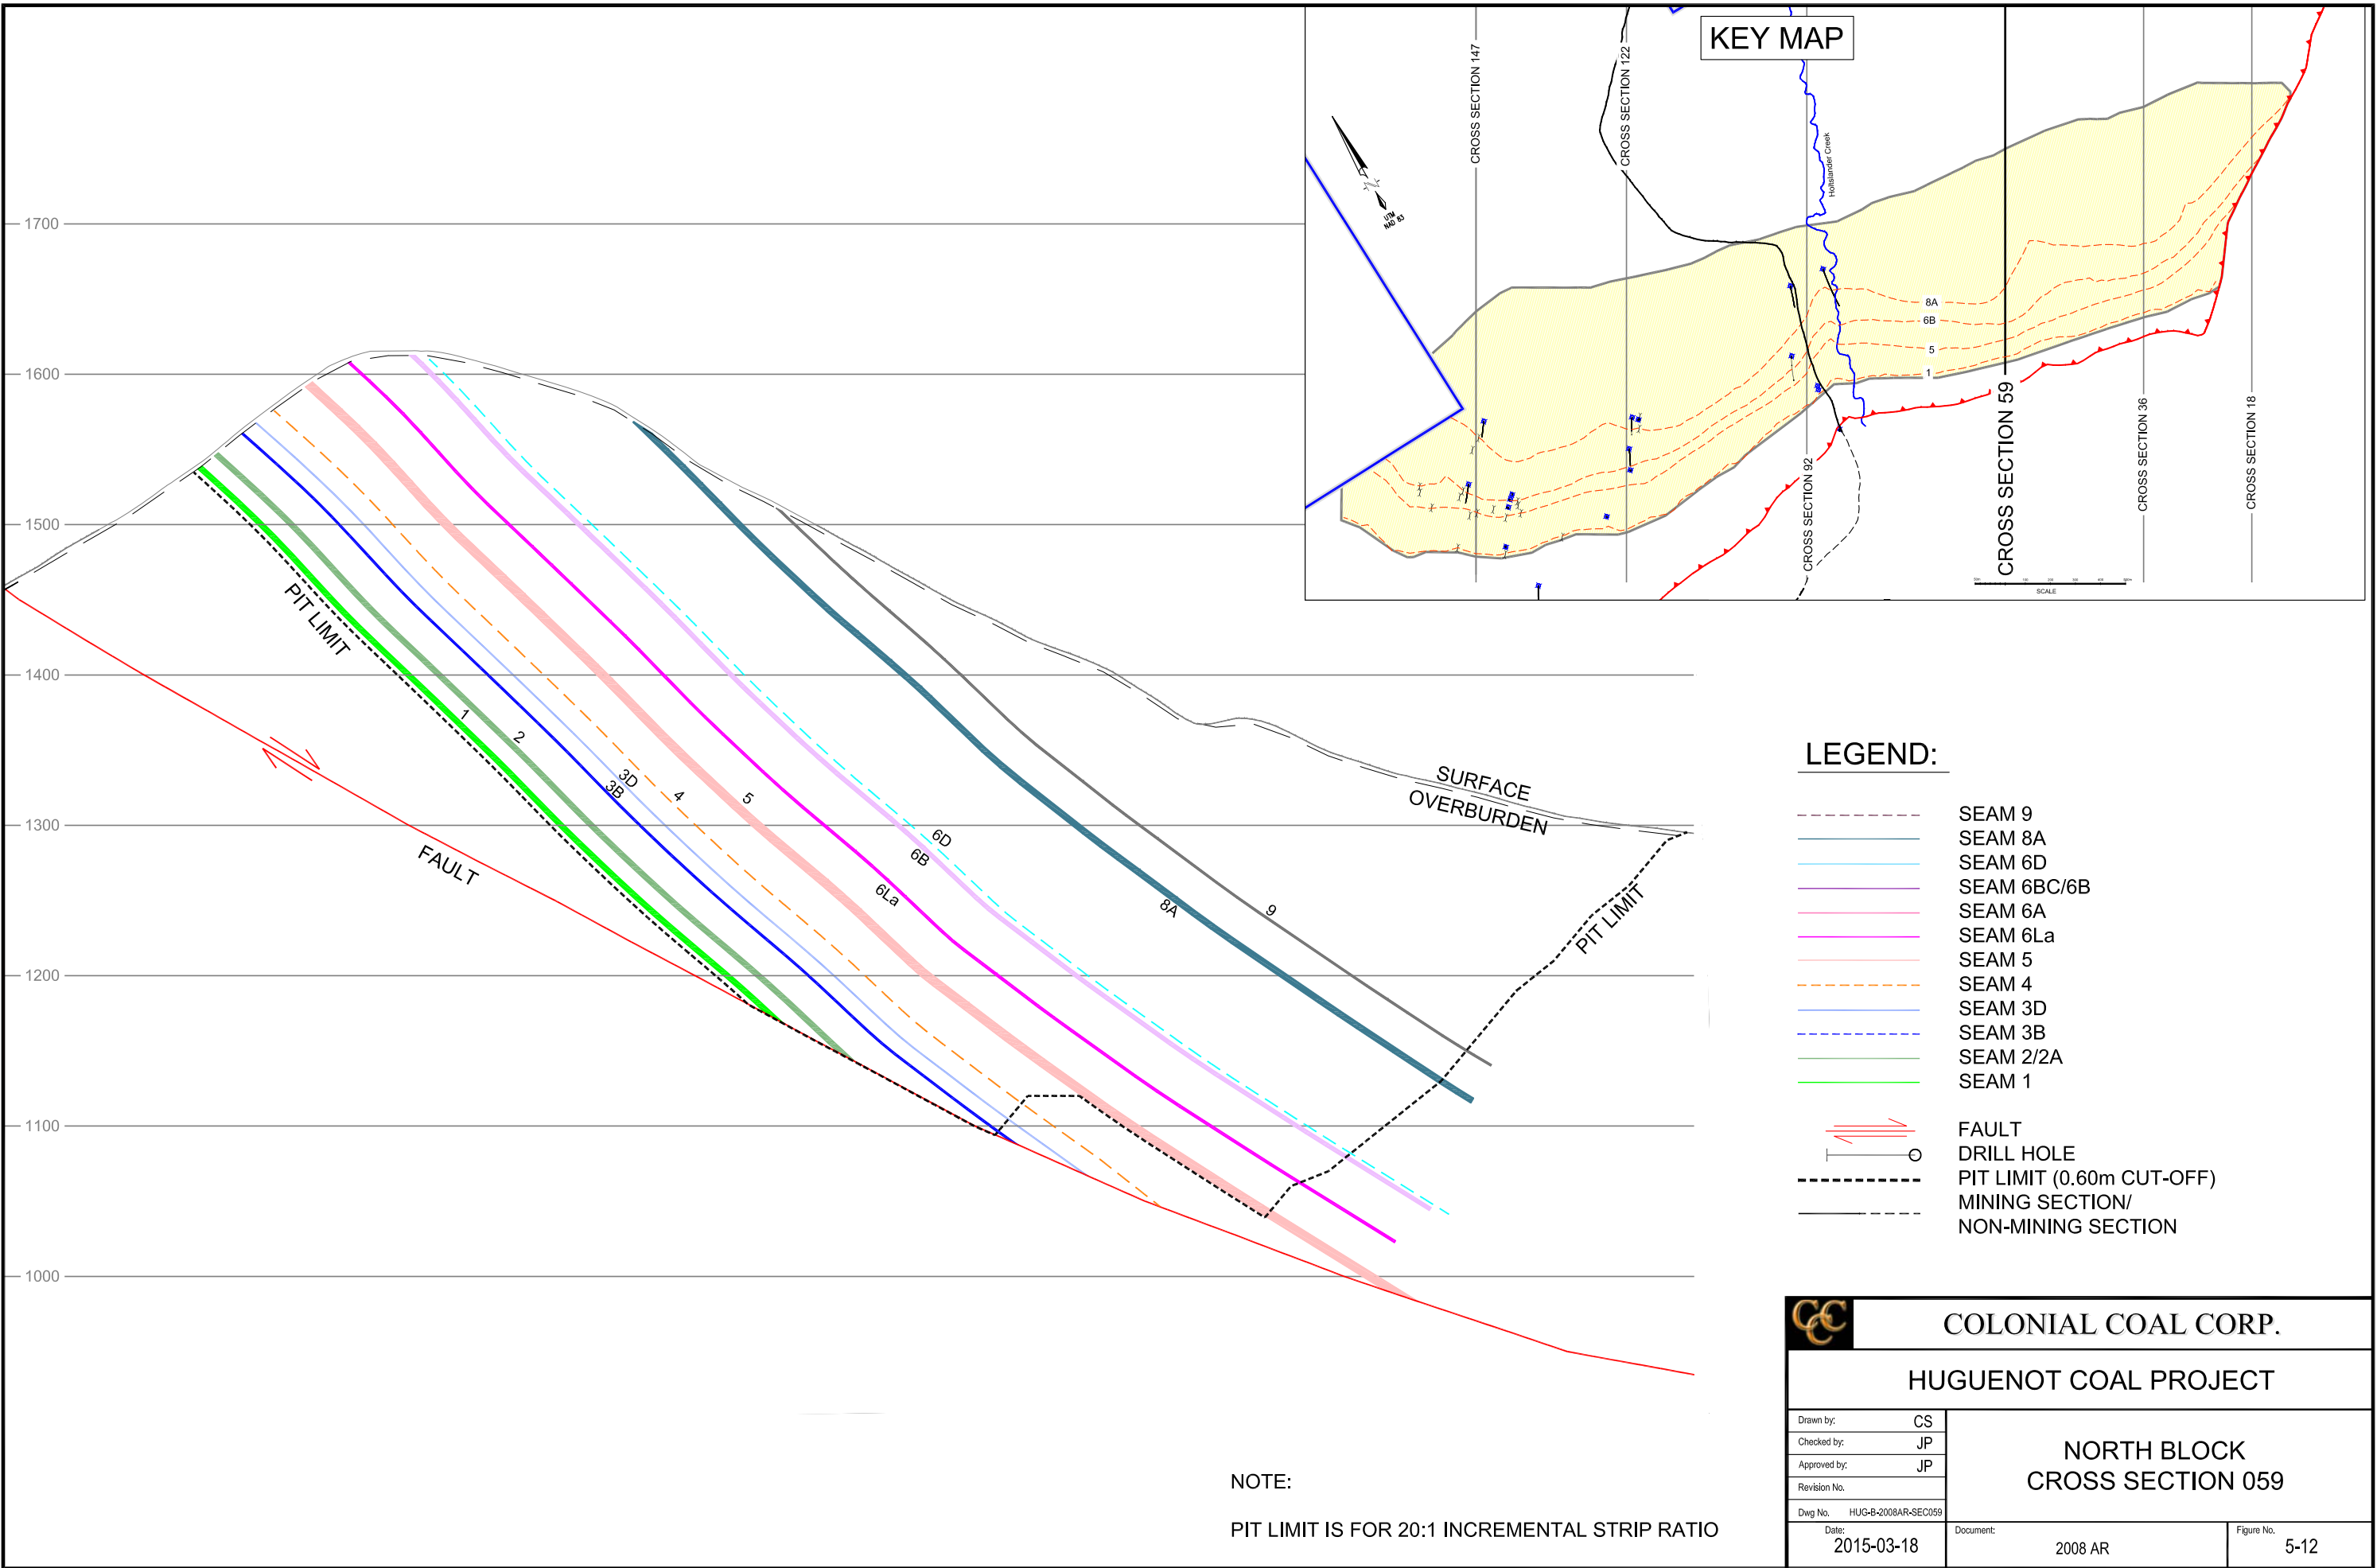 KEY MAP
CROSS SECTION 147
CROSS SECTION 122
CROSS SECTION 92
CROSS SECTION 59
CROSS SECTION 36
CROSS SECTION 18
Holtslander Creek
UTM
NAD 83
8A
6B
5
1
SCALE
1700
1600
1500
1400
1300
1200
1100
1000
PIT LIMIT
FAULT
1
2
3D
3B
4
5
6La
6B
6D
8A
9
SURFACE
OVERBURDEN
PIT LIMIT
LEGEND:
SEAM 9
SEAM 8A
SEAM 6D
SEAM 6BC/6B
SEAM 6A
SEAM 6La
SEAM 5
SEAM 4
SEAM 3D
SEAM 3B
SEAM 2/2A
SEAM 1
FAULT
DRILL HOLE
PIT LIMIT (0.60m CUT-OFF)
MINING SECTION/
NON-MINING SECTION
NOTE:
PIT LIMIT IS FOR 20:1 INCREMENTAL STRIP RATIO
CCC
COLONIAL COAL CORP.
HUGUENOT COAL PROJECT
Drawn by: CS
Checked by: JP
Approved by: JP
Revision No.
Dwg No. HUG-B-2008AR-SEC059
NORTH BLOCK
CROSS SECTION 059
Date:
2015-03-18
Document:
2008 AR
Figure No.
5-12